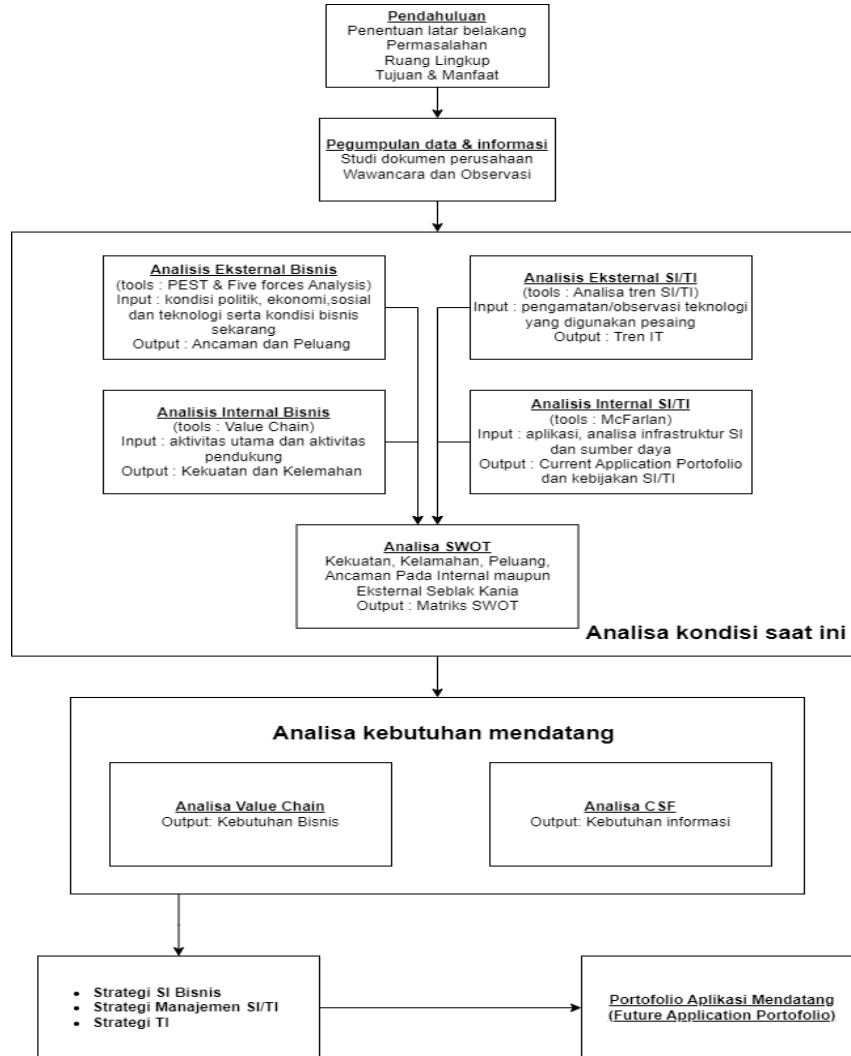 Pendahuluan
Penentuan latar belakang
Permasalahan
Ruang Lingkup
Tujuan & Manfaat
Pegumpulan data & informasi
Studi dokumen perusahaan
Wawancara dan Observasi
Analisis Eksternal Bisnis
(tools : PEST & Five forces Analysis)
Input : kondisi politik, ekonomi,sosial
dan teknologi serta kondisi bisnis
sekarang
Output : Ancaman dan Peluang
Analisis Eksternal SI/TI
(tools : Analisa tren SI/TI)
Input : pengamatan/observasi teknologi
yang digunakan pesaing
Output : Tren IT
Analisis Internal Bisnis
(tools : Value Chain)
Input : aktivitas utama dan aktivitas
pendukung
Output : Kekuatan dan Kelemahan
Analisis Internal SI/TI
(tools : McFarlan)
Input : aplikasi, analisa infrastruktur SI
dan sumber daya
Output : Current Application Portofolio
dan kebijakan SI/TI
Analisa SWOT
Kekuatan, Kelamahan, Peluang,
Ancaman Pada Internal maupun
Eksternal Seblak Kania
Output : Matriks SWOT
Analisa kondisi saat ini
Analisa kebutuhan mendatang
Analisa Value Chain
Output: Kebutuhan Bisnis
Analisa CSF
Output: Kebutuhan informasi
• Strategi SI Bisnis
• Strategi Manajemen SI/TI
• Strategi TI
Portofolio Aplikasi Mendatang
(Future Application Portofolio)